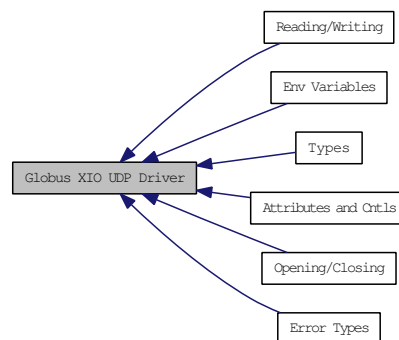 Reading/Writing
Env Variables
Types
Globus XIO UDP Driver
Attributes and Cntls
Opening/Closing
Error Types